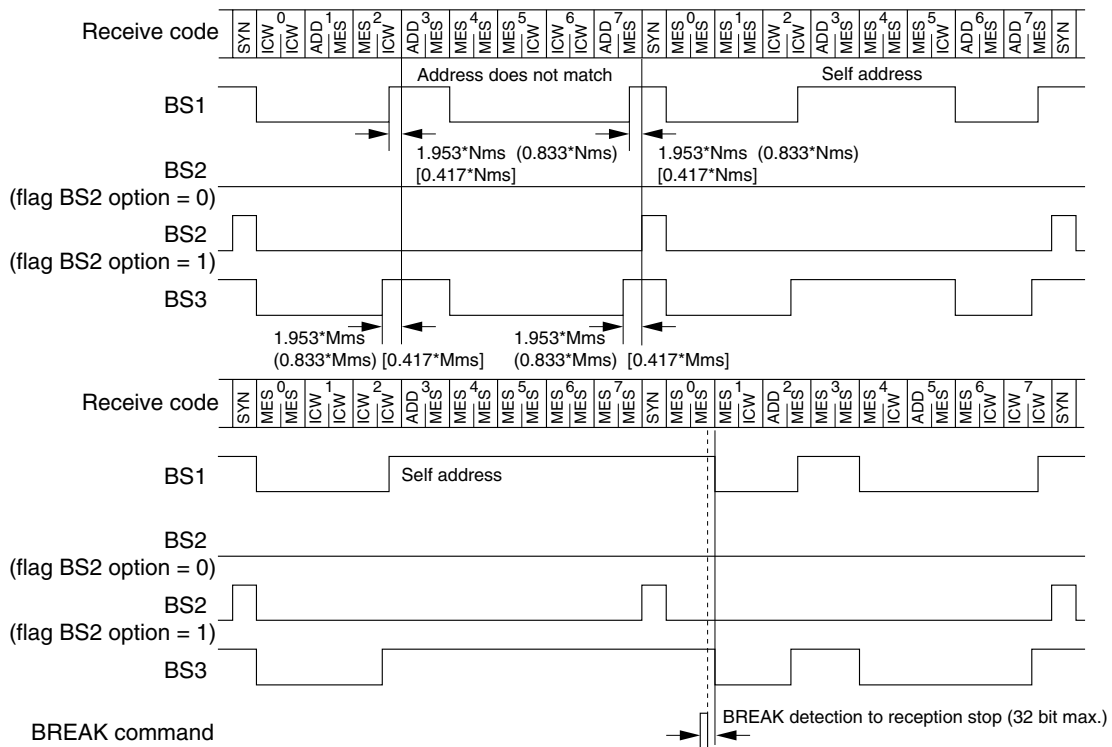 Receive code SYN ICW 0 ICW ADD 1 MES MES 2 ICW ADD 3 MES MES 4 MES MES 5 ICW ICW 6 ICW ADD 7 MES SYN MES 0 MES MES 1 MES ICW 2 ICW ADD 3 MES MES 4 MES MES 5 ICW ADD 6 MES ADD 7 MES SYN
Address does not match Self address
BS1
1.953*Nms (0.833*Nms) 1.953*Nms (0.833*Nms)
[0.417*Nms] [0.417*Nms]
BS2
(flag BS2 option = 0)
BS2
(flag BS2 option = 1)
BS3
1.953*Mms 1.953*Mms
(0.833*Mms) [0.417*Mms] (0.833*Mms) [0.417*Mms]
Receive code SYN MES 0 MES ICW 1 ICW ICW 2 ICW ADD 3 MES MES 4 MES MES 5 MES MES 6 MES MES 7 MES SYN MES 0 MES MES 1 ICW ADD 2 MES MES 3 MES MES 4 ICW ADD 5 MES MES 6 ICW ICW 7 ICW SYN
BS1 Self address
BS2
(flag BS2 option = 0)
BS2
(flag BS2 option = 1)
BS3
BREAK command BREAK detection to reception stop (32 bit max.)